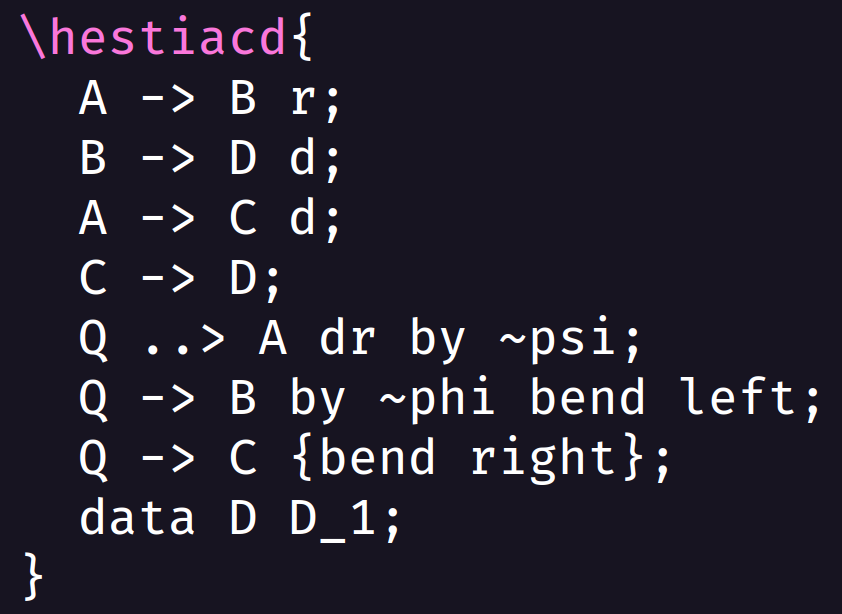 \hestiacd{
  A -> B r;
  B -> D d;
  A -> C d;
  C -> D;
  Q ..> A dr by ~psi;
  Q -> B by ~phi bend left;
  Q -> C {bend right};
  data D D_1;
}